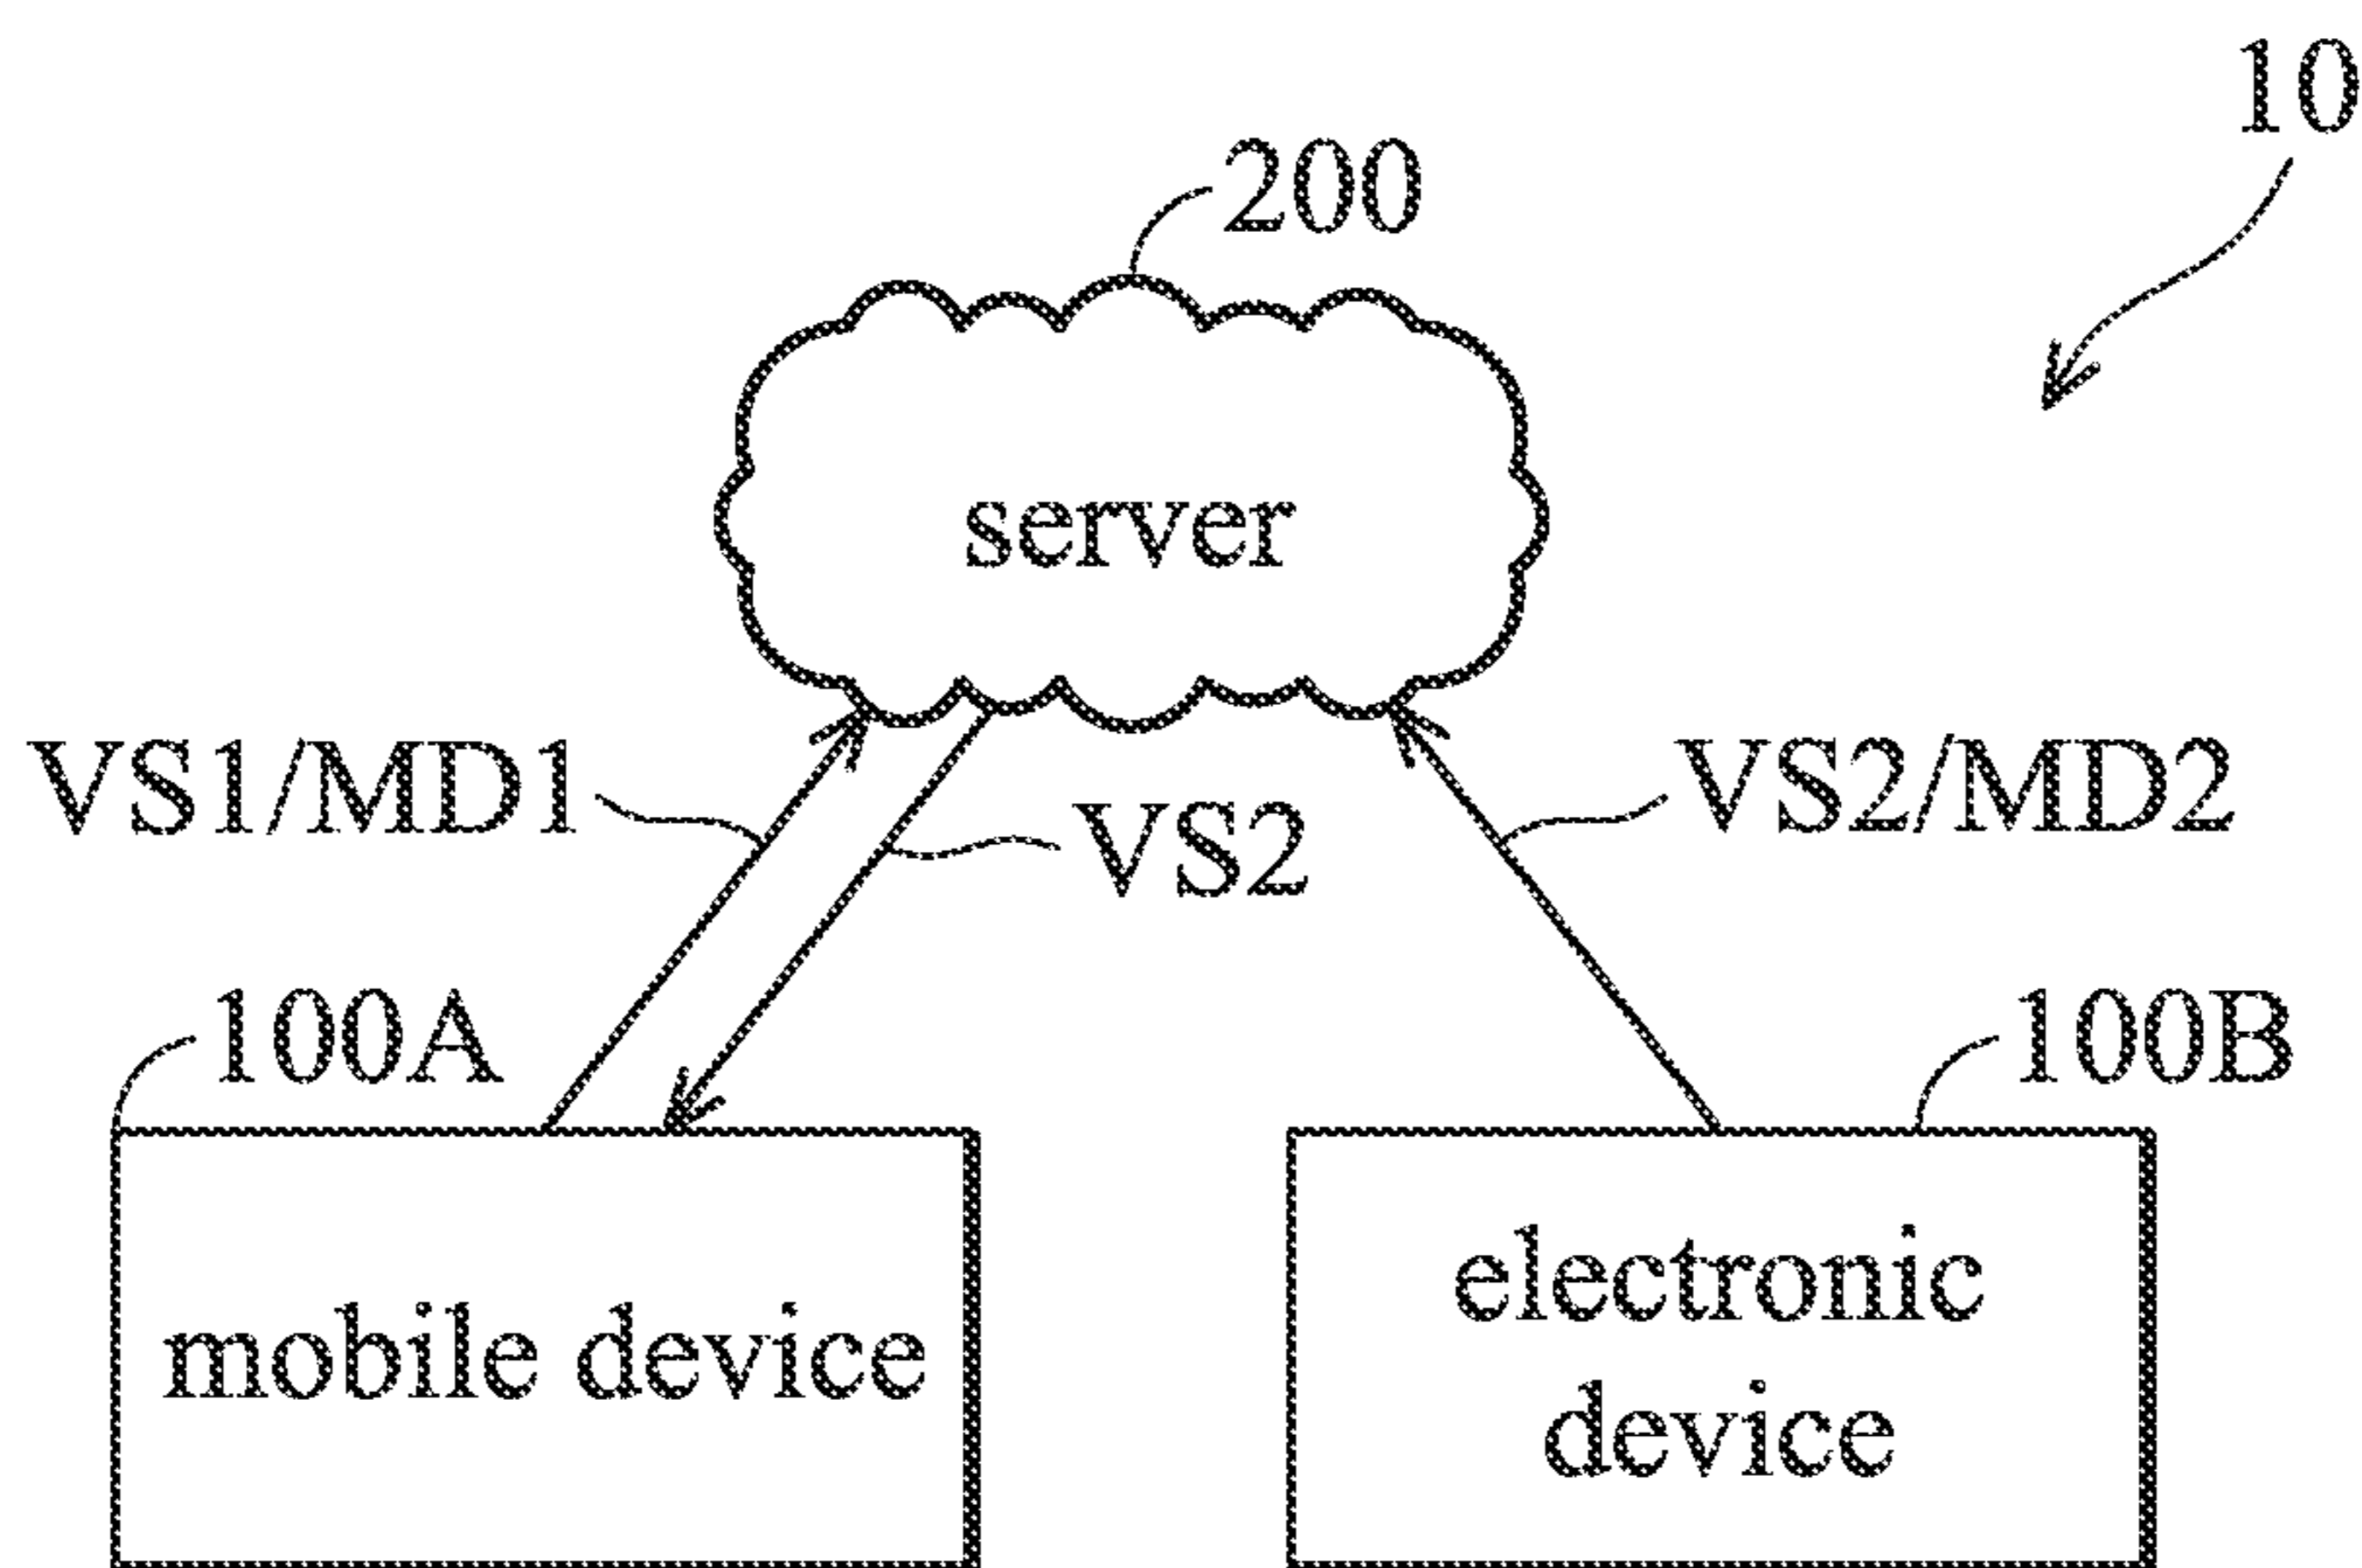 10
200
server
VS1/MD1
VS2
VS2/MD2
100A
100B
mobile device
electronic
device